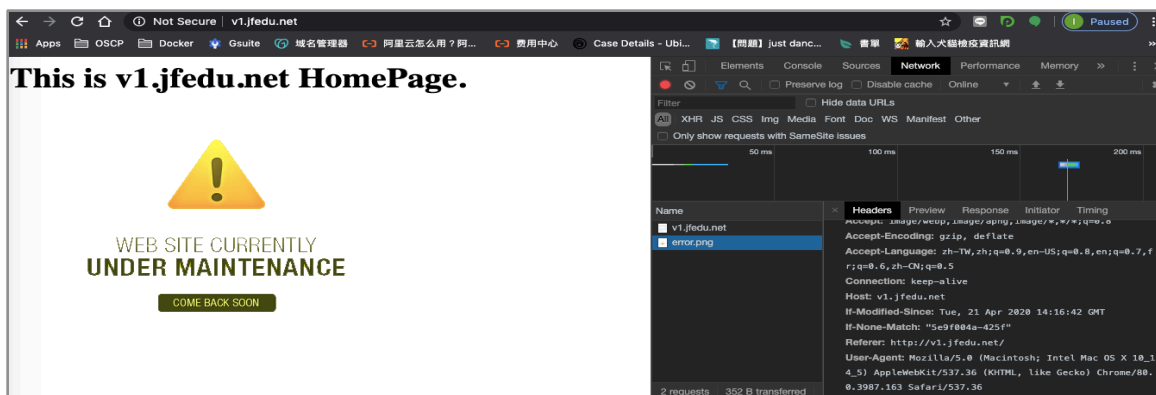 Not Secure | v1.jfedu.net
Paused
Apps OSCP Docker Gsuite 域名管理器 [-] 阿里云怎么用？阿... [-] 费用中心 Case Details - Ubi... 【問題】just danc... 書單 輸入犬貓檢疫資訊網 »
This is v1.jfedu.net HomePage.
WEB SITE CURRENTLY
UNDER MAINTENANCE
COME BACK SOON
Elements Console Sources Network Performance Memory »
Preserve log Disable cache Online
Filter Hide data URLs
All XHR JS CSS Img Media Font Doc WS Manifest Other
Only show requests with SameSite issues
50 ms 100 ms 150 ms 200 ms
Name
v1.jfedu.net
error.png
2 requests 352 B transferred
× Headers Preview Response Initiator Timing
Accept: image/webp,image/apng,image/*,*/*;q=0.8
Accept-Encoding: gzip, deflate
Accept-Language: zh-TW,zh;q=0.9,en-US;q=0.8,en;q=0.7,f
r;q=0.6,zh-CN;q=0.5
Connection: keep-alive
Host: v1.jfedu.net
If-Modified-Since: Tue, 21 Apr 2020 14:16:42 GMT
If-None-Match: "5e9f004a-425f"
Referer: http://v1.jfedu.net/
User-Agent: Mozilla/5.0 (Macintosh; Intel Mac OS X 10_1
4_5) AppleWebKit/537.36 (KHTML, like Gecko) Chrome/80.
0.3987.163 Safari/537.36